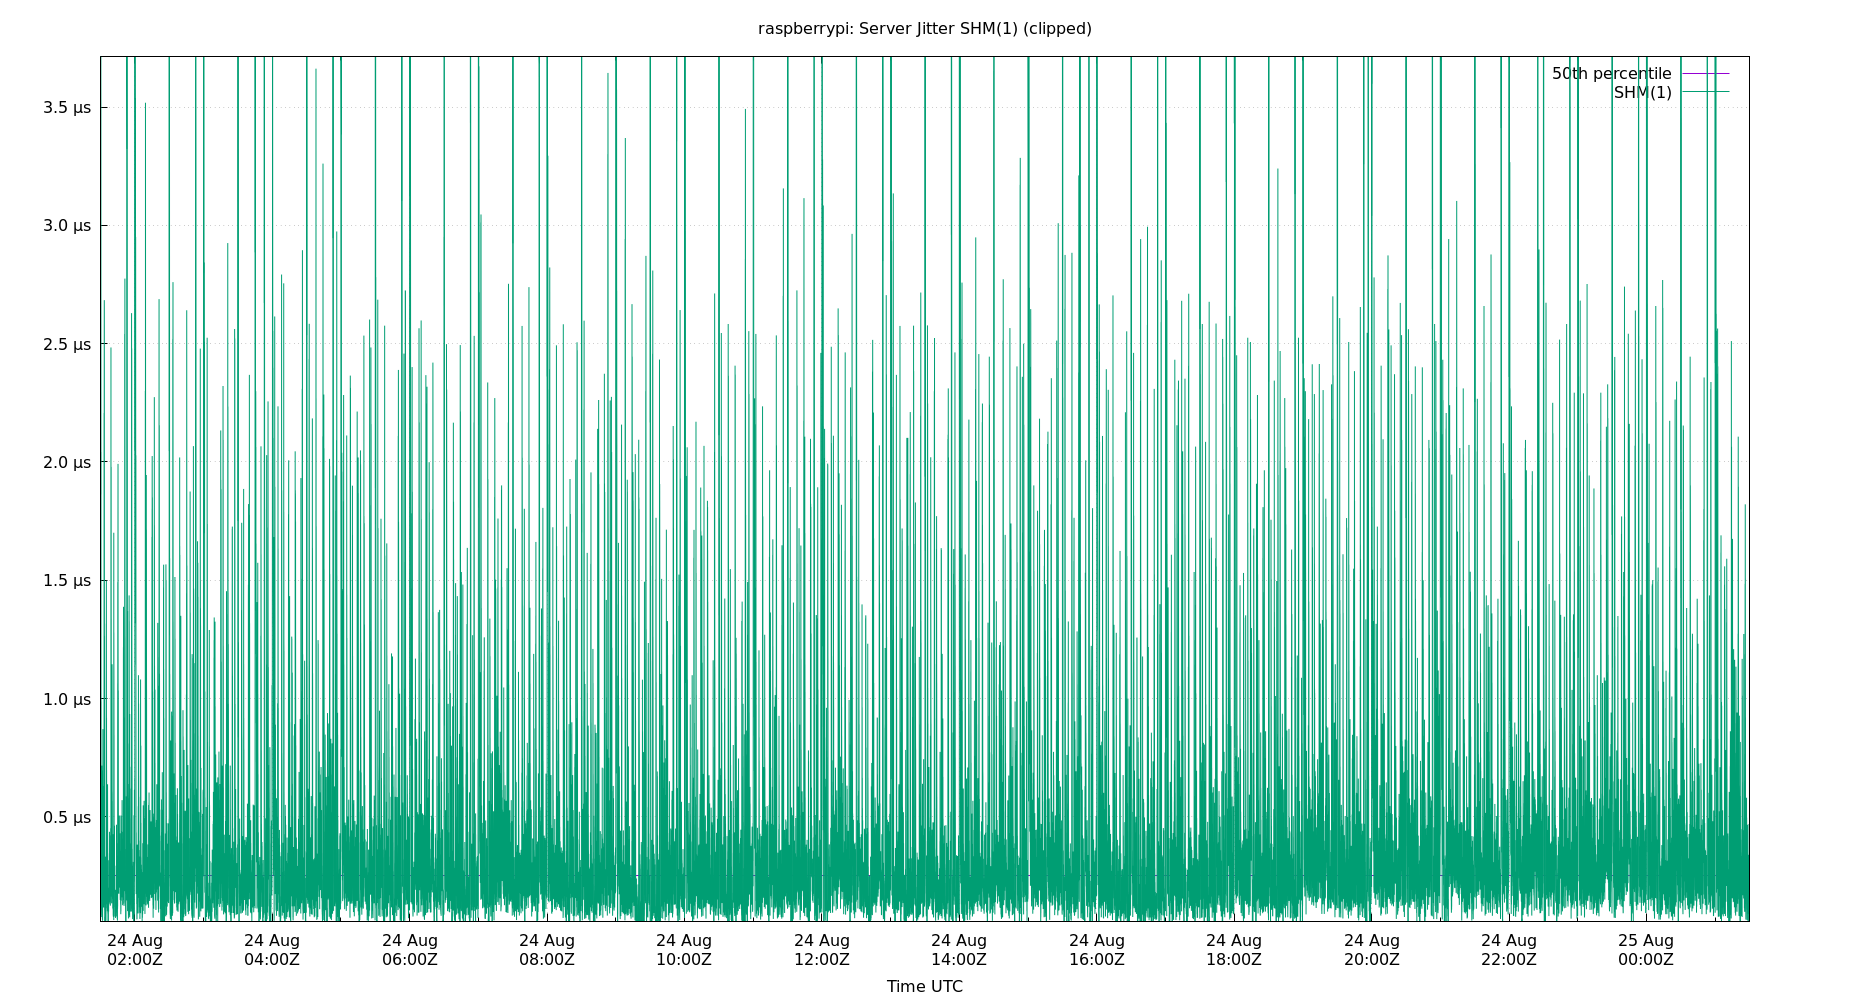 raspberrypi: Server Jitter SHM(1) (clipped)
50th percentile
SHM(1)
3.5 µs
3.0 µs
2.5 µs
2.0 µs
1.5 µs
1.0 µs
0.5 µs
24 Aug 24 Aug 24 Aug 24 Aug 24 Aug 24 Aug 24 Aug 24 Aug 24 Aug 24 Aug 24 Aug 25 Aug
02:00Z 04:00Z 06:00Z 08:00Z 10:00Z 12:00Z 14:00Z 16:00Z 18:00Z 20:00Z 22:00Z 00:00Z
Time UTC